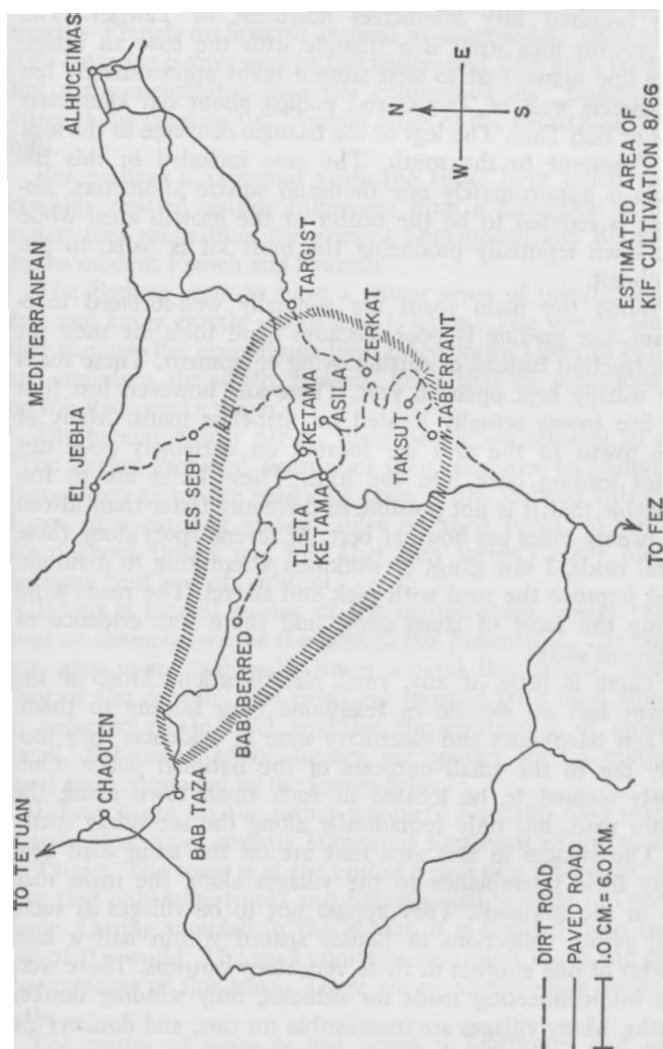 TO TETUAN
MEDITERRANEAN
ALHUCEIMAS
CHAOUEN
EL JEBHA
EL SEBT
BAB TAZA
BAB BERRED
TLETA
KETAMA
KETAMA
TARGIST
ASILAY
ZERKAT
TAKSUT
TABERRANT
N
W
E
S
TO FEZ
DIRT ROAD
PAVED ROAD
1.0 CM.= 6.0 KM.
ESTIMATED AREA OF
KIF CULTIVATION 8/66